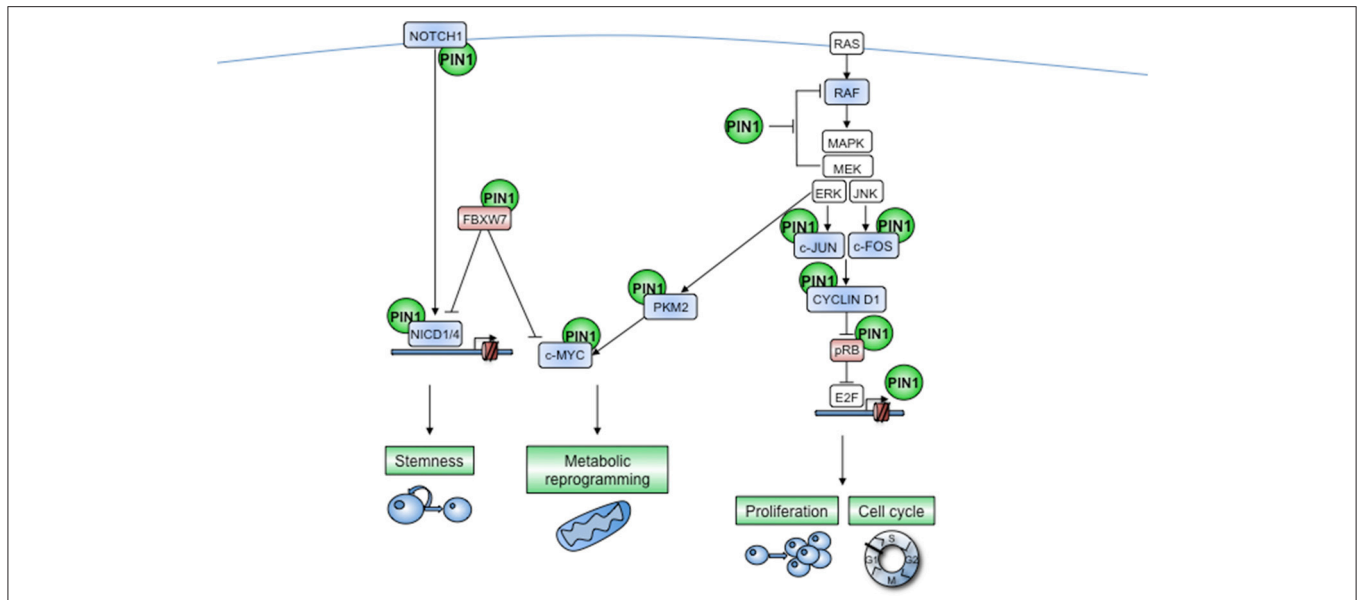 NOTCH1
PIN1
RAS
RAF
PIN1
MAPK
MEK
ERK
JNK
PIN1
FBXW7
PIN1
c-JUN
PIN1
c-FOS
PIN1
CYCLIN D1
PIN1
PKM2
PIN1
NICD1/4
PIN1
c-MYC
PIN1
pRB
PIN1
E2F
Stemness
Metabolic
reprogramming
Proliferation
Cell cycle
S
G1
G2
M